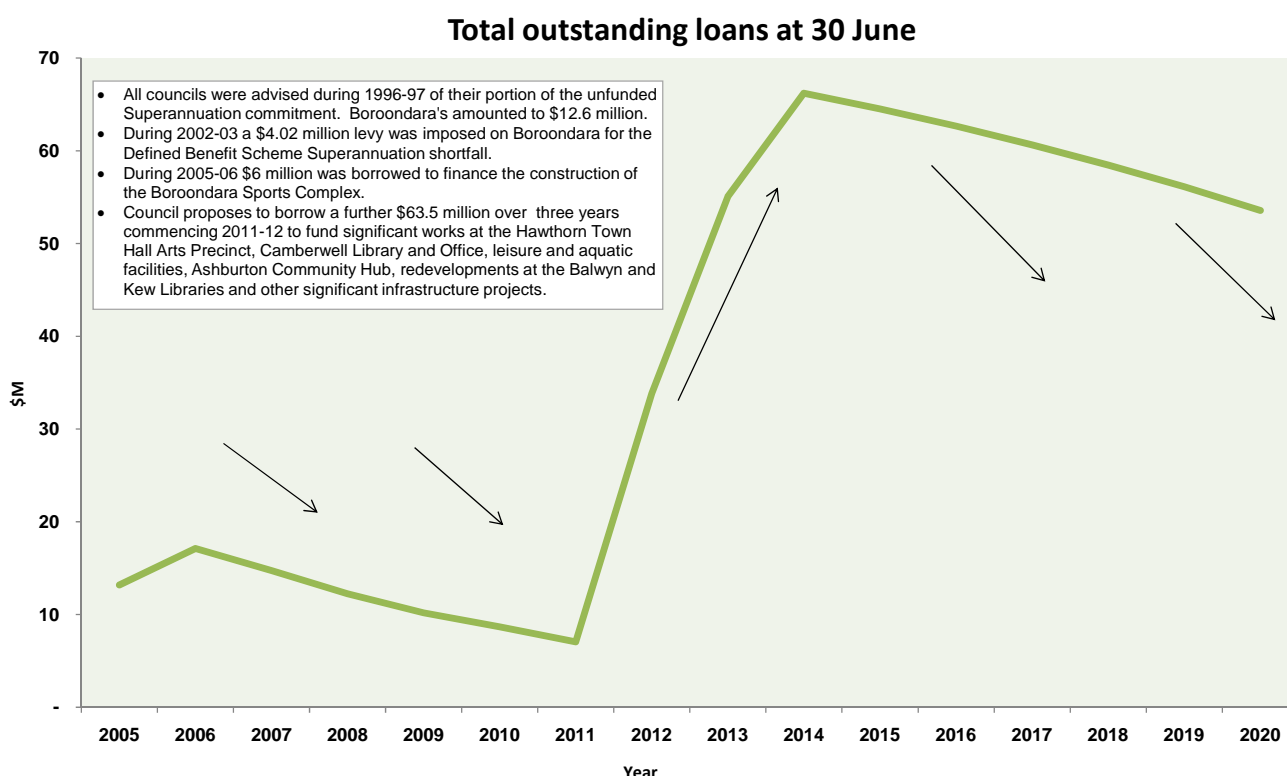 Total outstanding loans at 30 June
70
• All councils were advised during 1996-97 of their portion of the unfunded
Superannuation commitment. Boroondara's amounted to $12.6 million.
• During 2002-03 a $4.02 million levy was imposed on Boroondara for the
Defined Benefit Scheme Superannuation shortfall.
• During 2005-06 $6 million was borrowed to finance the construction of
the Boroondara Sports Complex.
• Council proposes to borrow a further $63.5 million over three years
commencing 2011-12 to fund significant works at the Hawthorn Town
Hall Arts Precinct, Camberwell Library and Office, leisure and aquatic
facilities, Ashburton Community Hub, redevelopments at the Balwyn and
Kew Libraries and other significant infrastructure projects.
60
50
40
$M
30
20
10
-
2005 2006 2007 2008 2009 2010 2011 2012 2013 2014 2015 2016 2017 2018 2019 2020
Year